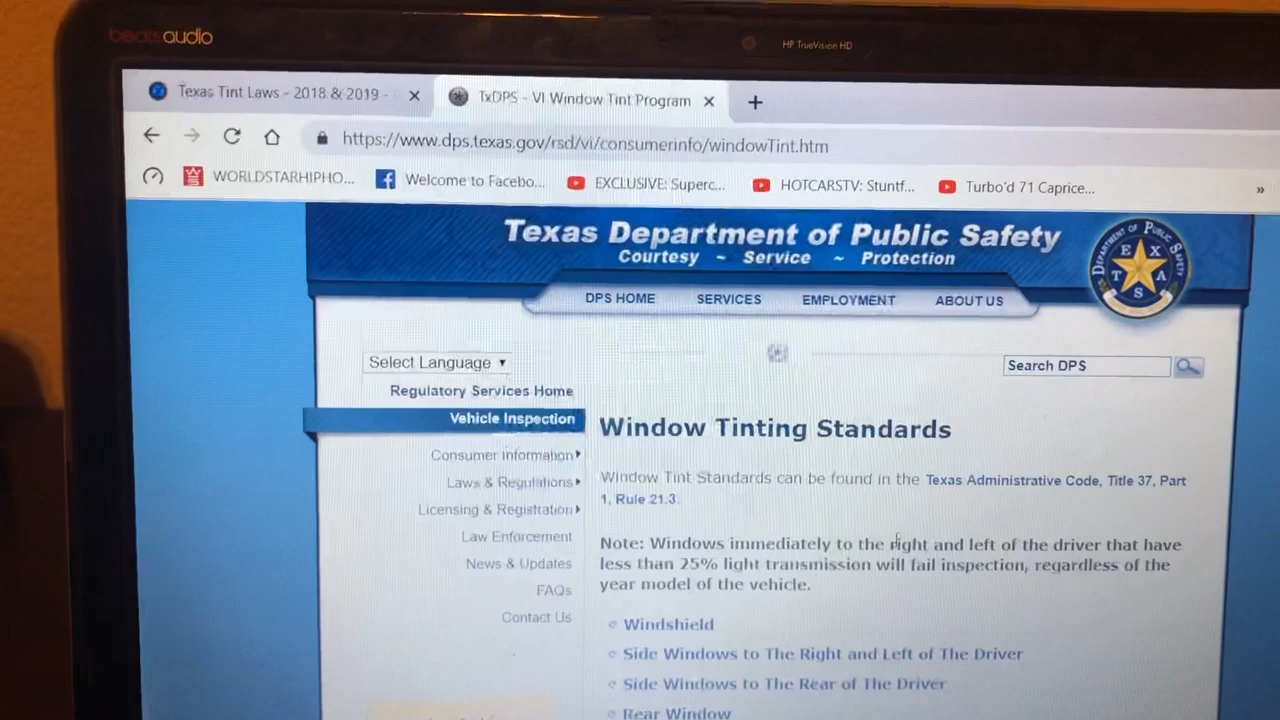 beatsaudio
HP TrueVision HD
Texas Tint Laws - 2018 & 2019 -
TxDPS - VI Window Tint Program
https://www.dps.texas.gov/rsd/vi/consumerinfo/windowTint.htm
WORLDSTARHIPHO...
Welcome to Facebo...
EXCLUSIVE: Superc...
HOTCARSTV: Stuntf...
Turbo'd 71 Caprice...
»
Texas Department of Public Safety
Courtesy ~ Service ~ Protection
DEPARTMENT OF PUBLIC SAFETY
TEXAS
DPS HOME
SERVICES
EMPLOYMENT
ABOUT US
Select Language
Search DPS
Regulatory Services Home
Vehicle Inspection
Consumer Information
Laws & Regulations
Licensing & Registration
Law Enforcement
News & Updates
FAQs
Contact Us
Window Tinting Standards
Window Tint Standards can be found in the Texas Administrative Code, Title 37, Part
1, Rule 21.3.
Note: Windows immediately to the right and left of the driver that have
less than 25% light transmission will fail inspection, regardless of the
year model of the vehicle.
Windshield
Side Windows to The Right and Left of The Driver
Side Windows to The Rear of The Driver
Rear Window